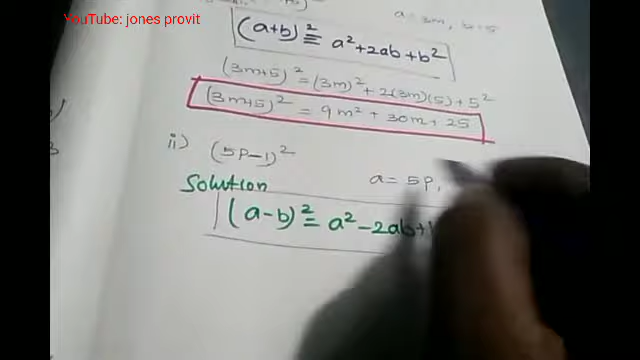 YouTube: jones provit
a = 3m, b = 5
(a+b)² ≡ a²+2ab+b²
(3m+5)² = (3m)² + 2(3m)(5) + 5²
(3m+5)² = 9m² + 30m + 25
ii) (5P-1)²
Solution a = 5P,
(a-b)² = a² - 2ab +